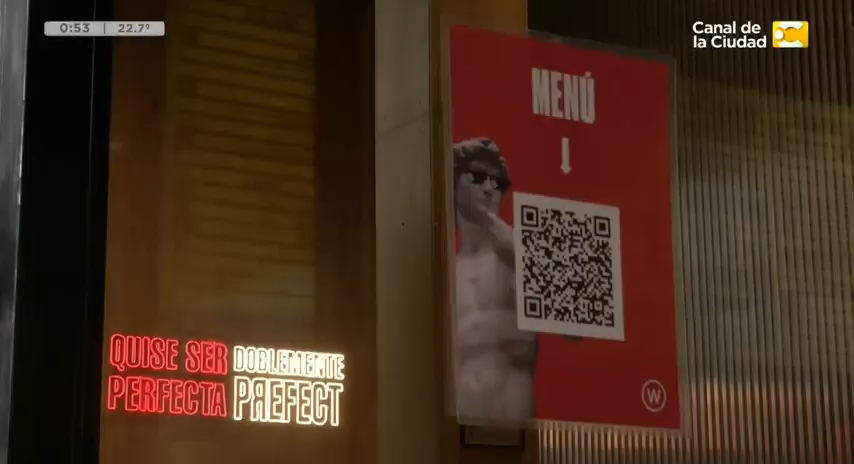 0:53 | 22.7°
Canal de
la Ciudad
MENÚ
QUISE SER DOBLEMENTE
PERFECTA PREFECT
W